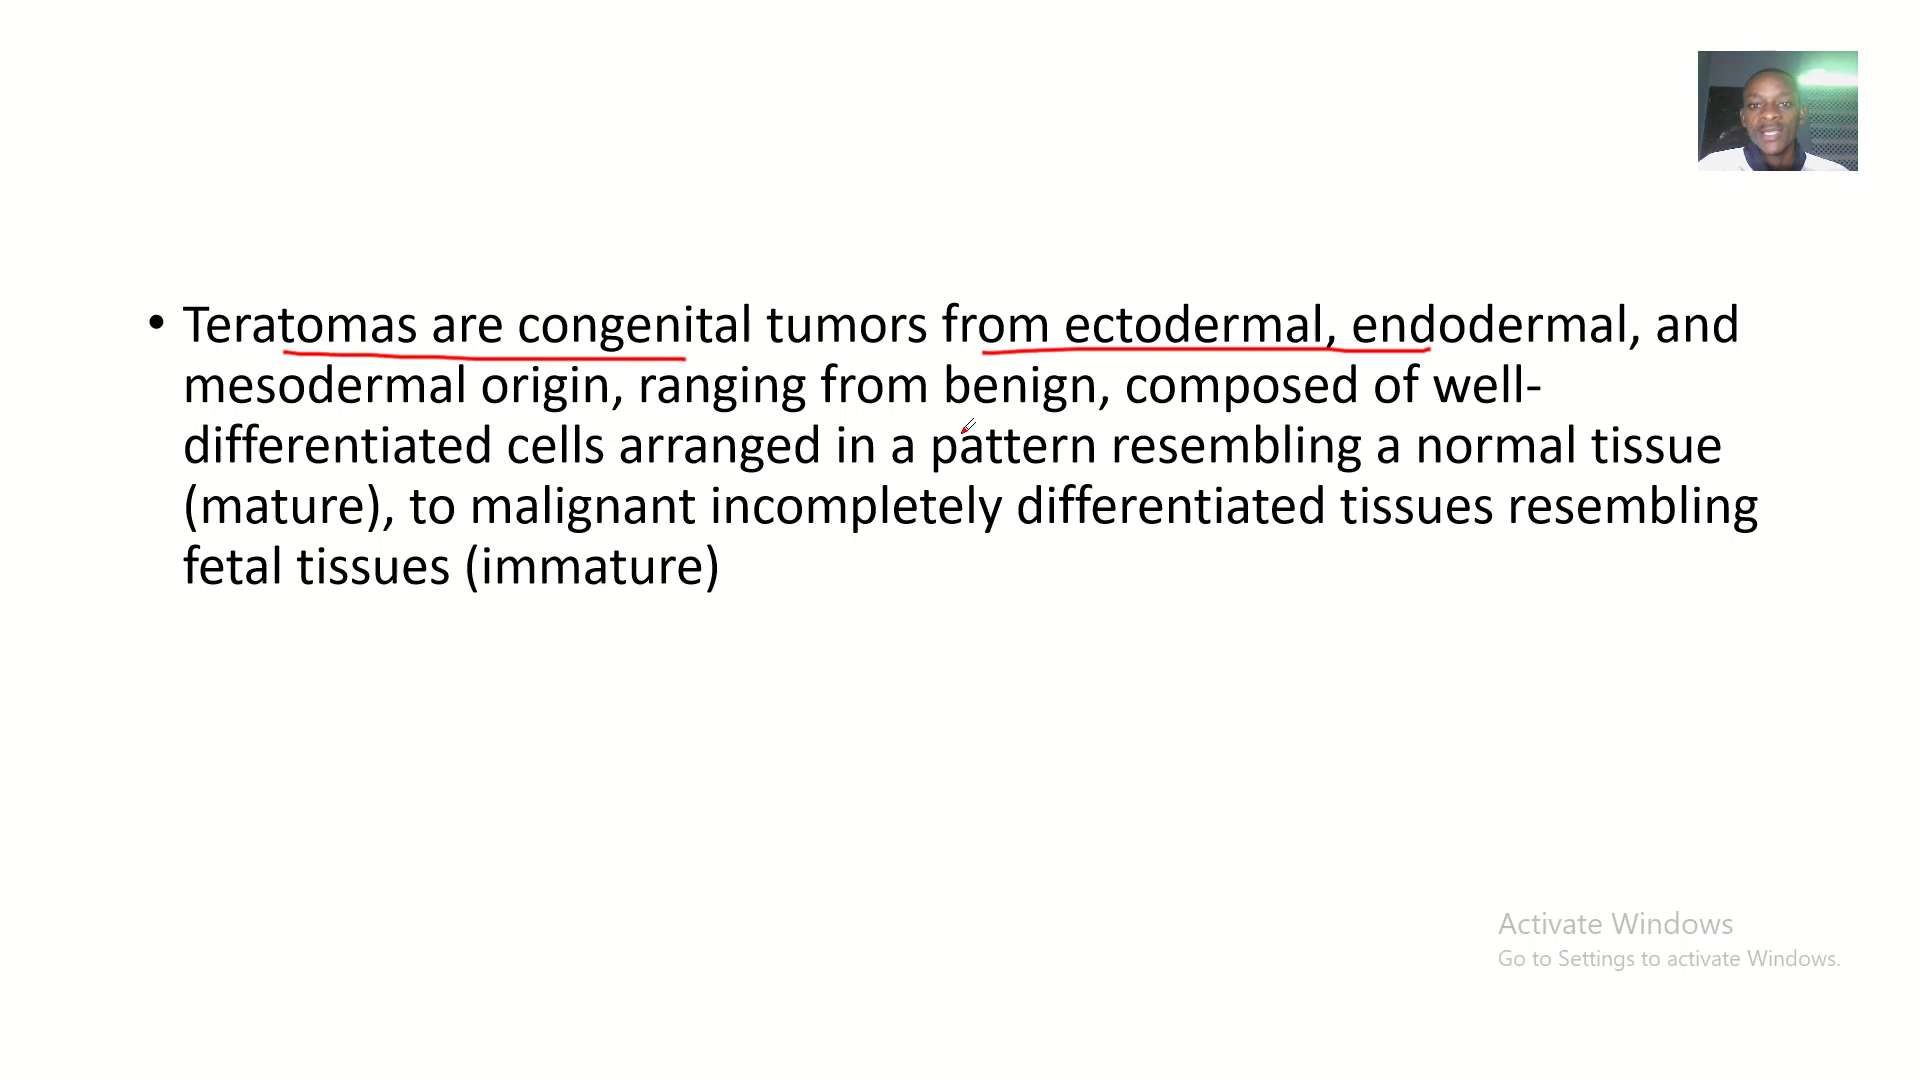 • Teratomas are congenital tumors from ectodermal, endodermal, and
mesodermal origin, ranging from benign, composed of well-
differentiated cells arranged in a pattern resembling a normal tissue
(mature), to malignant incompletely differentiated tissues resembling
fetal tissues (immature)
Activate Windows
Go to Settings to activate Windows.